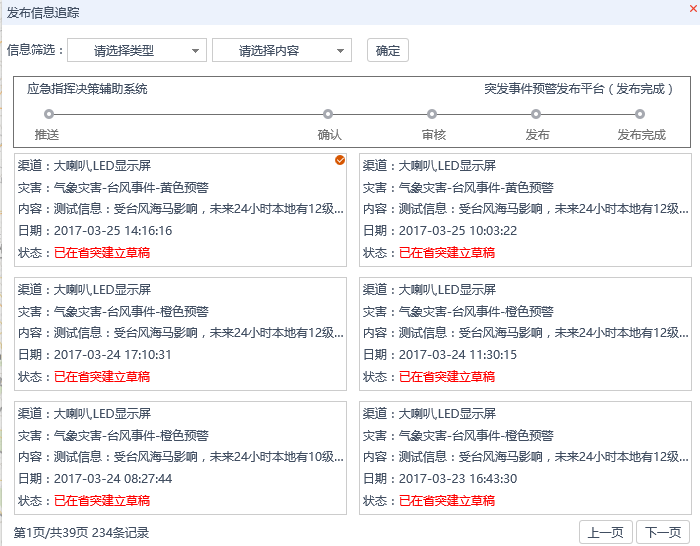 发布信息追踪
信息筛选： 请选择类型 请选择内容 确定
应急指挥决策辅助系统 突发事件预警发布平台（发布完成）
推送 确认 审核 发布 发布完成
渠道：大喇叭,LED显示屏
灾害：气象灾害-台风事件-黄色预警
内容：测试信息：受台风海马影响，未来24小时本地有12级...
日期：2017-03-25 14:16:16
状态：已在省突建立草稿
渠道：大喇叭,LED显示屏
灾害：气象灾害-台风事件-黄色预警
内容：测试信息：受台风海马影响，未来24小时本地有12级...
日期：2017-03-25 10:03:22
状态：已在省突建立草稿
渠道：大喇叭,LED显示屏
灾害：气象灾害-台风事件-橙色预警
内容：测试信息：受台风海马影响，未来24小时本地有12级...
日期：2017-03-24 17:10:31
状态：已在省突建立草稿
渠道：大喇叭,LED显示屏
灾害：气象灾害-台风事件-橙色预警
内容：测试信息：受台风海马影响，未来24小时本地有12级...
日期：2017-03-24 11:30:15
状态：已在省突建立草稿
渠道：大喇叭,LED显示屏
灾害：气象灾害-台风事件-橙色预警
内容：测试信息：受台风海马影响，未来24小时本地有10级...
日期：2017-03-24 08:27:44
状态：已在省突建立草稿
渠道：大喇叭,LED显示屏
灾害：气象灾害-台风事件-橙色预警
内容：测试信息：受台风海马影响，未来24小时本地有12级...
日期：2017-03-23 16:43:30
状态：已在省突建立草稿
第1页/共39页 234条记录 上一页 下一页